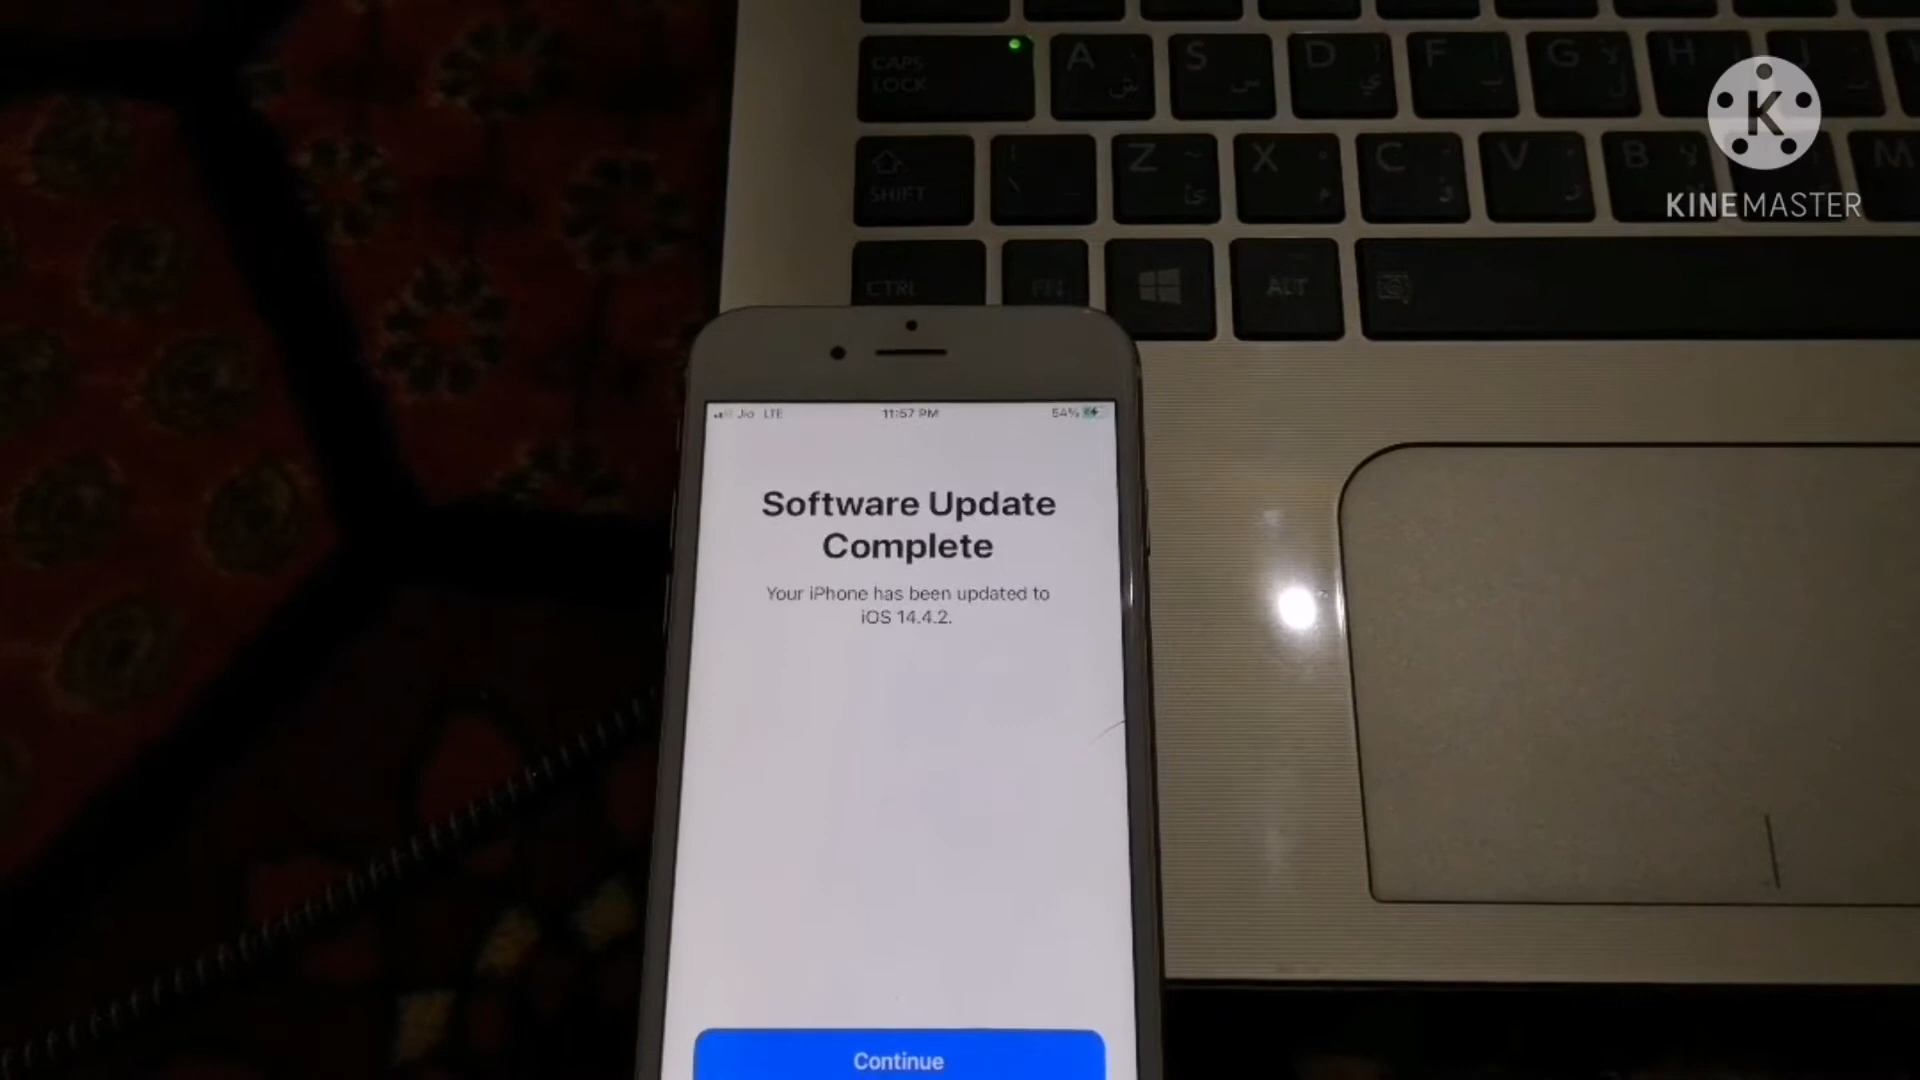 CAPS
LOCK
A
ش
S
س
D
ي
F
ب
G
ل
H
SHIFT
Z
ئ
X
C
V
B
M
CTRL
FN
ALT
K
KINEMASTER
Jio LTE
11:57 PM
54%
Software Update
Complete
Your iPhone has been updated to
iOS 14.4.2.
Continue